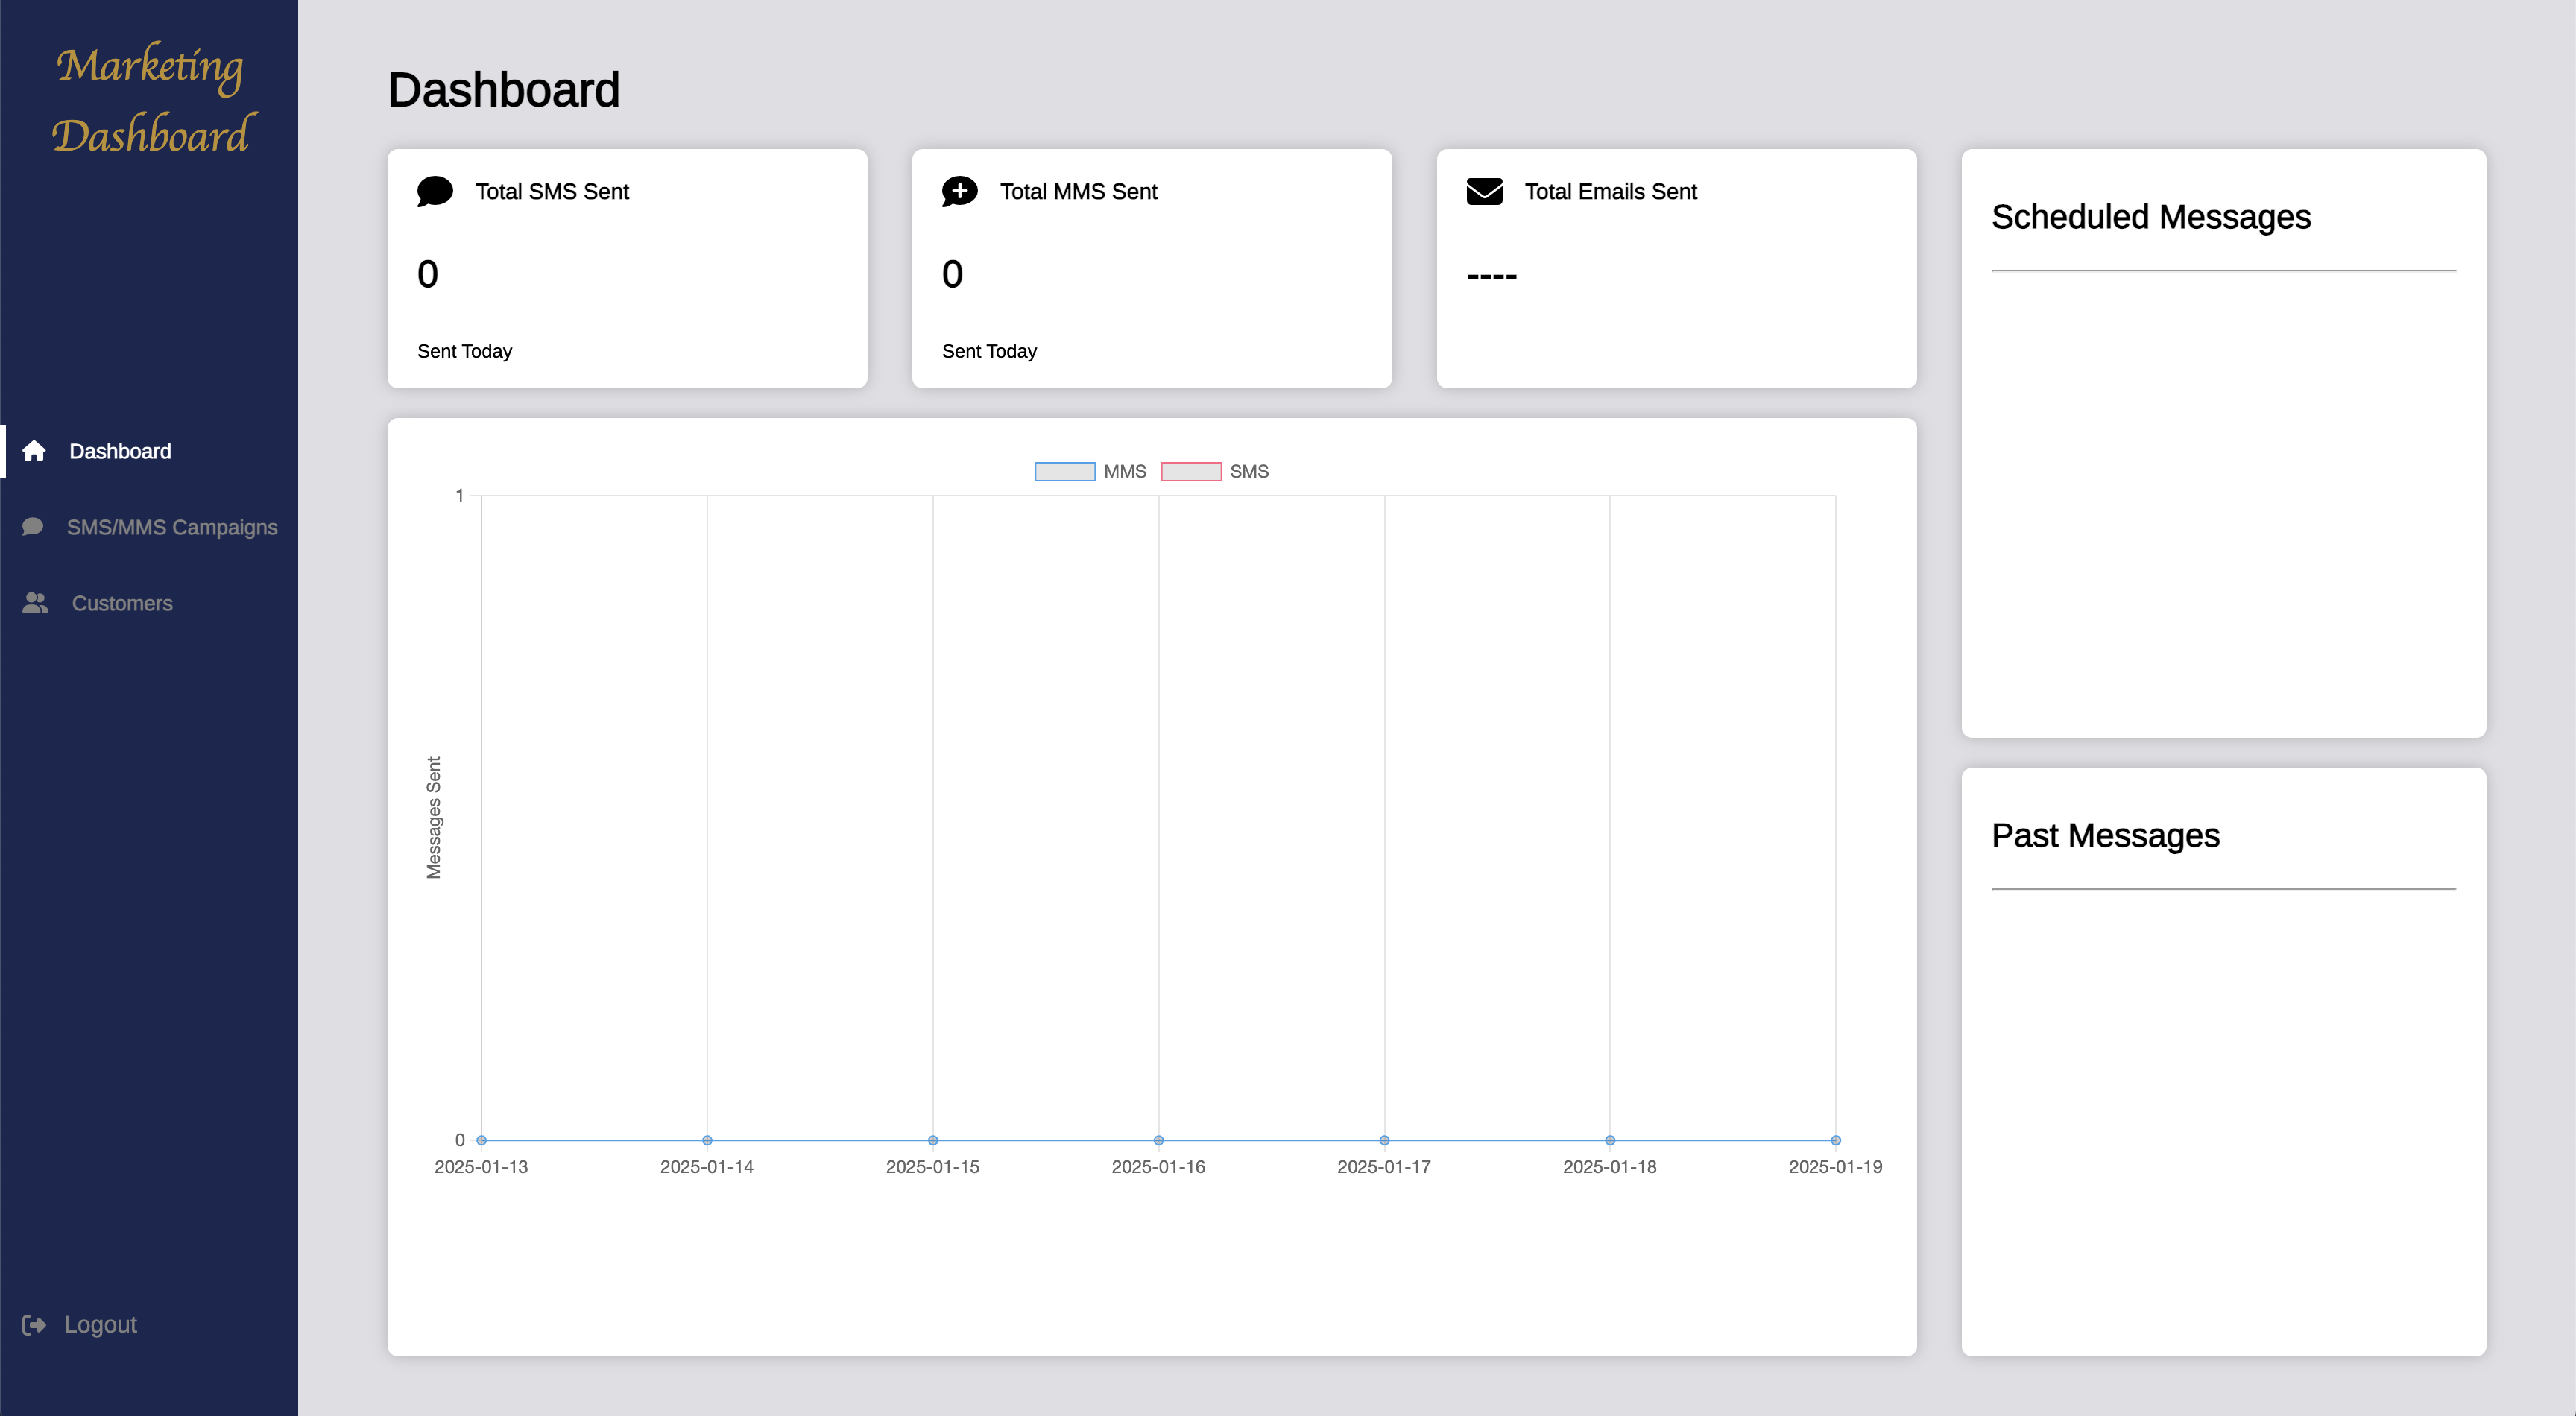 Marketing
Dashboard
Dashboard
SMS/MMS Campaigns
Customers
Logout
Dashboard
Total SMS Sent
0
Sent Today
Total MMS Sent
0
Sent Today
Total Emails Sent
----
MMS SMS
Messages Sent
1
0
2025-01-13 2025-01-14 2025-01-15 2025-01-16 2025-01-17 2025-01-18 2025-01-19
Scheduled Messages
Past Messages